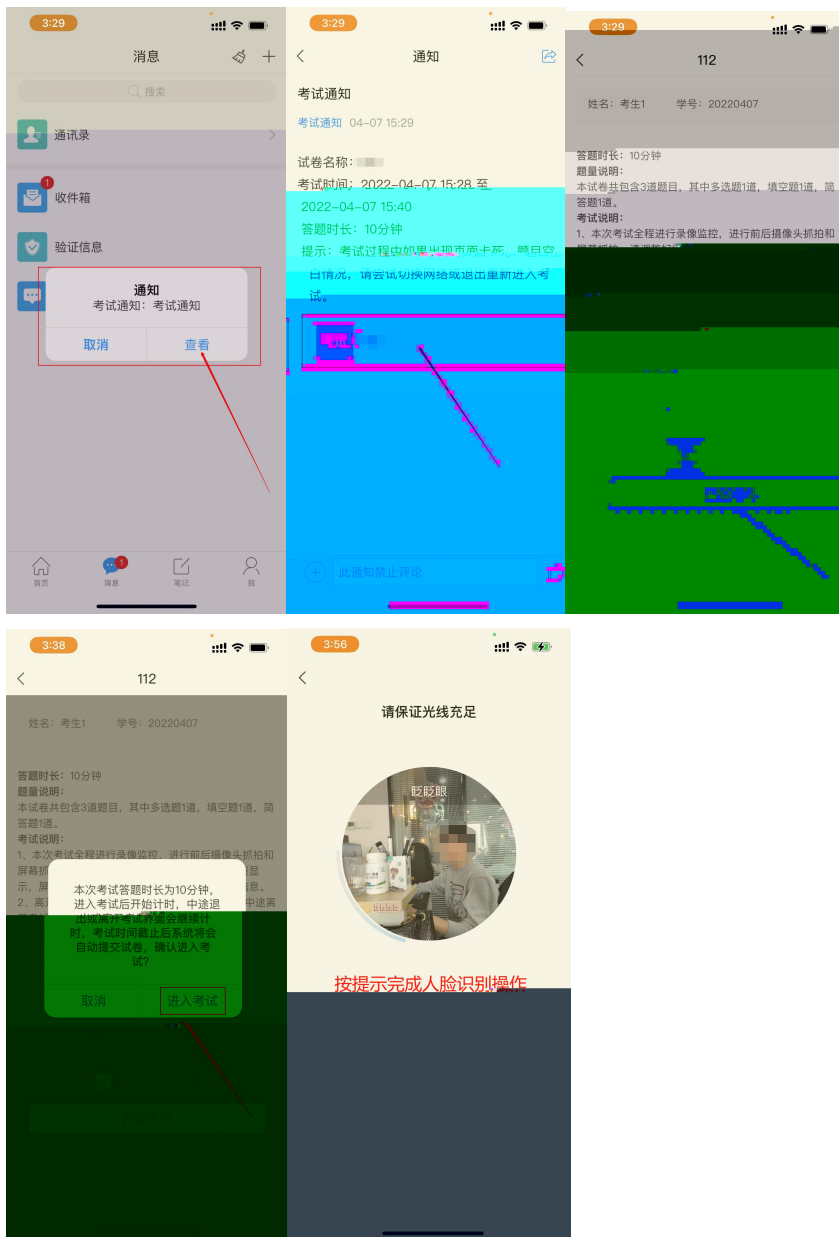 3:29
消息
搜索
通讯录
1
收件箱
验证信息
通知
考试通知：考试通知
取消
查看
首页
消息
1
笔记
我
3:29
通知
考试通知
考试通知 04-07 15:29
试卷名称：
考试时间：2022-04-07 15:28 至
2022-04-07 15:40
答题时长：10分钟
提示：考试过程中如果出现页面卡死、题目空
白情况，请尝试切换网络或退出重新进入考
试。
此通知禁止评论
3:29
112
姓名：考生1 学号：20220407
答题时长：10分钟
题量说明：
本试卷共包含3道题目，其中多选题1道，填空题1道，简
答题1道。
考试说明：
1、本次考试全程进行录像监控，进行前后摄像头抓拍和
3:38
112
姓名：考生1 学号：20220407
答题时长：10分钟
题量说明：
本试卷共包含3道题目，其中多选题1道，填空题1道，简
答题1道。
考试说明：
1、本次考试全程进行录像监控，进行前后摄像头抓拍和
屏幕抓
显
示，屏
信息。
2、离
中途离
本次考试答题时长为10分钟，
进入考试后开始计时，中途退
出或离开考试界面会继续计
时，考试时间截止后系统将会
自动提交试卷，确认进入考
试？
取消
进入考试
3:56
请保证光线充足
眨眨眼
按提示完成人脸识别操作